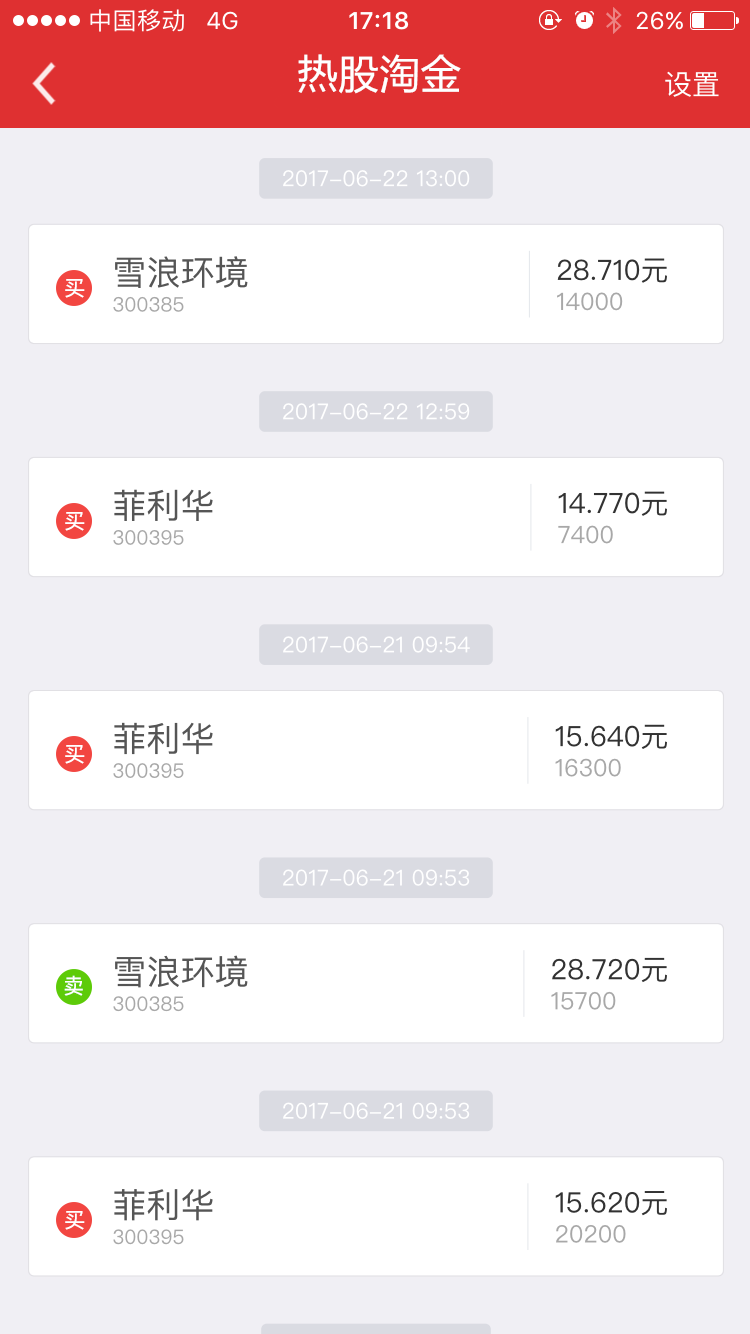 中国移动 4G 17:18 26%
热股淘金
设置
2017-06-22 13:00
买
雪浪环境
300385
28.710元
14000
2017-06-22 12:59
买
菲利华
300395
14.770元
7400
2017-06-21 09:54
买
菲利华
300395
15.640元
16300
2017-06-21 09:53
卖
雪浪环境
300385
28.720元
15700
2017-06-21 09:53
买
菲利华
300395
15.620元
20200